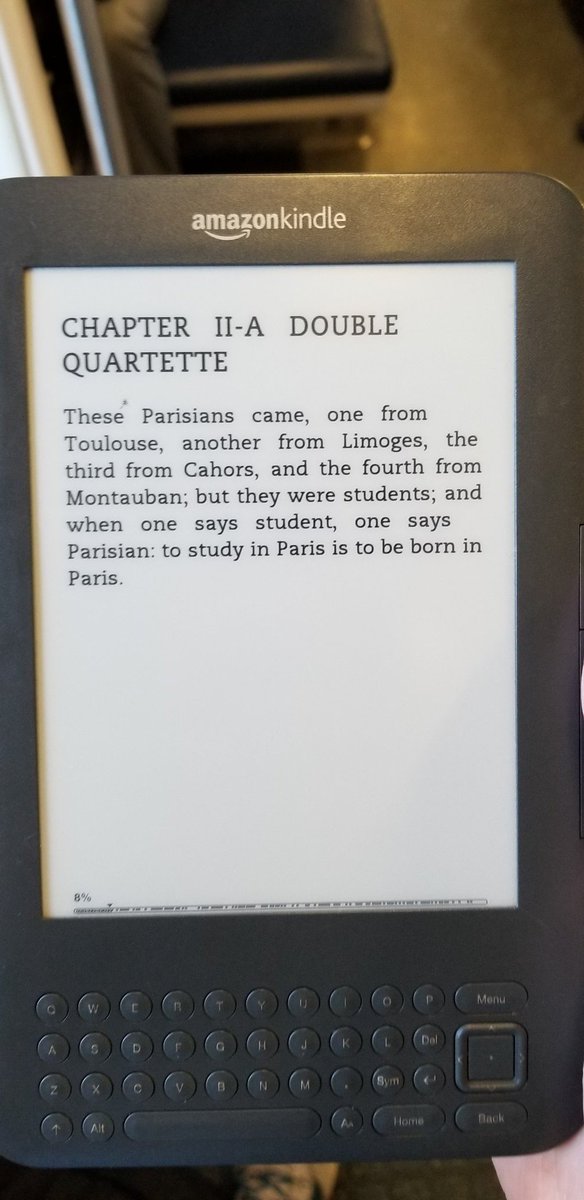 amazonkindle
CHAPTER II-A DOUBLE
QUARTETTE
These* Parisians came, one from
Toulouse, another from Limoges, the
third from Cahors, and the fourth from
Montauban; but they were students; and
when one says student, one says
Parisian: to study in Paris is to be born in
Paris.
8%
Q W E R T Y U I O P Menu
A S D F G H J K L Del
Z X C V B N M . Sym
Alt Aa Home Back